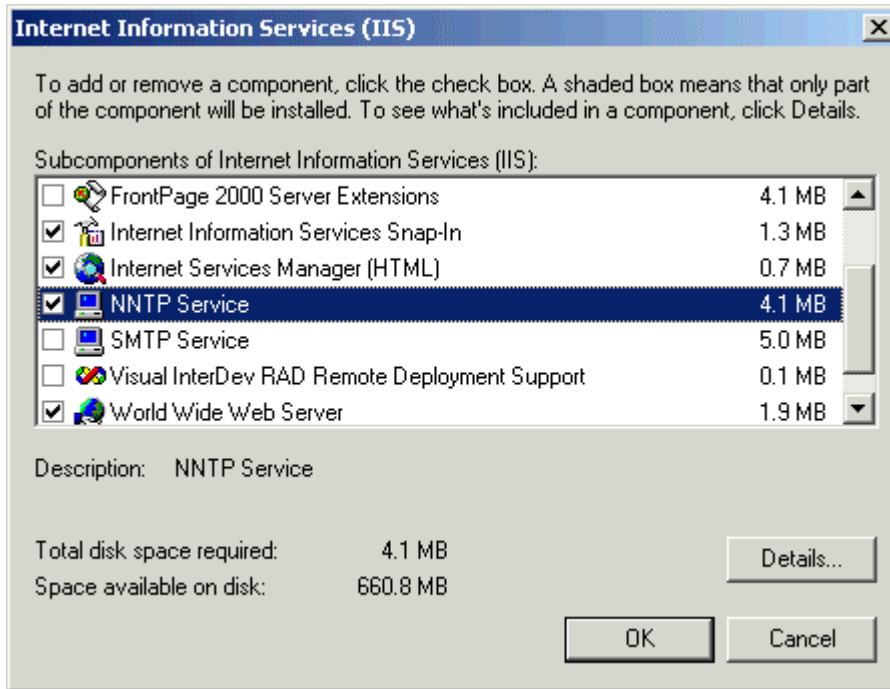 Internet Information Services (IIS)
To add or remove a component, click the check box. A shaded box means that only part
of the component will be installed. To see what's included in a component, click Details.
Subcomponents of Internet Information Services (IIS):
FrontPage 2000 Server Extensions 4.1 MB
Internet Information Services Snap-In 1.3 MB
Internet Services Manager (HTML) 0.7 MB
NNTP Service 4.1 MB
SMTP Service 5.0 MB
Visual InterDev RAD Remote Deployment Support 0.1 MB
World Wide Web Server 1.9 MB
Description: NNTP Service
Total disk space required: 4.1 MB
Space available on disk: 660.8 MB
Details...
OK Cancel